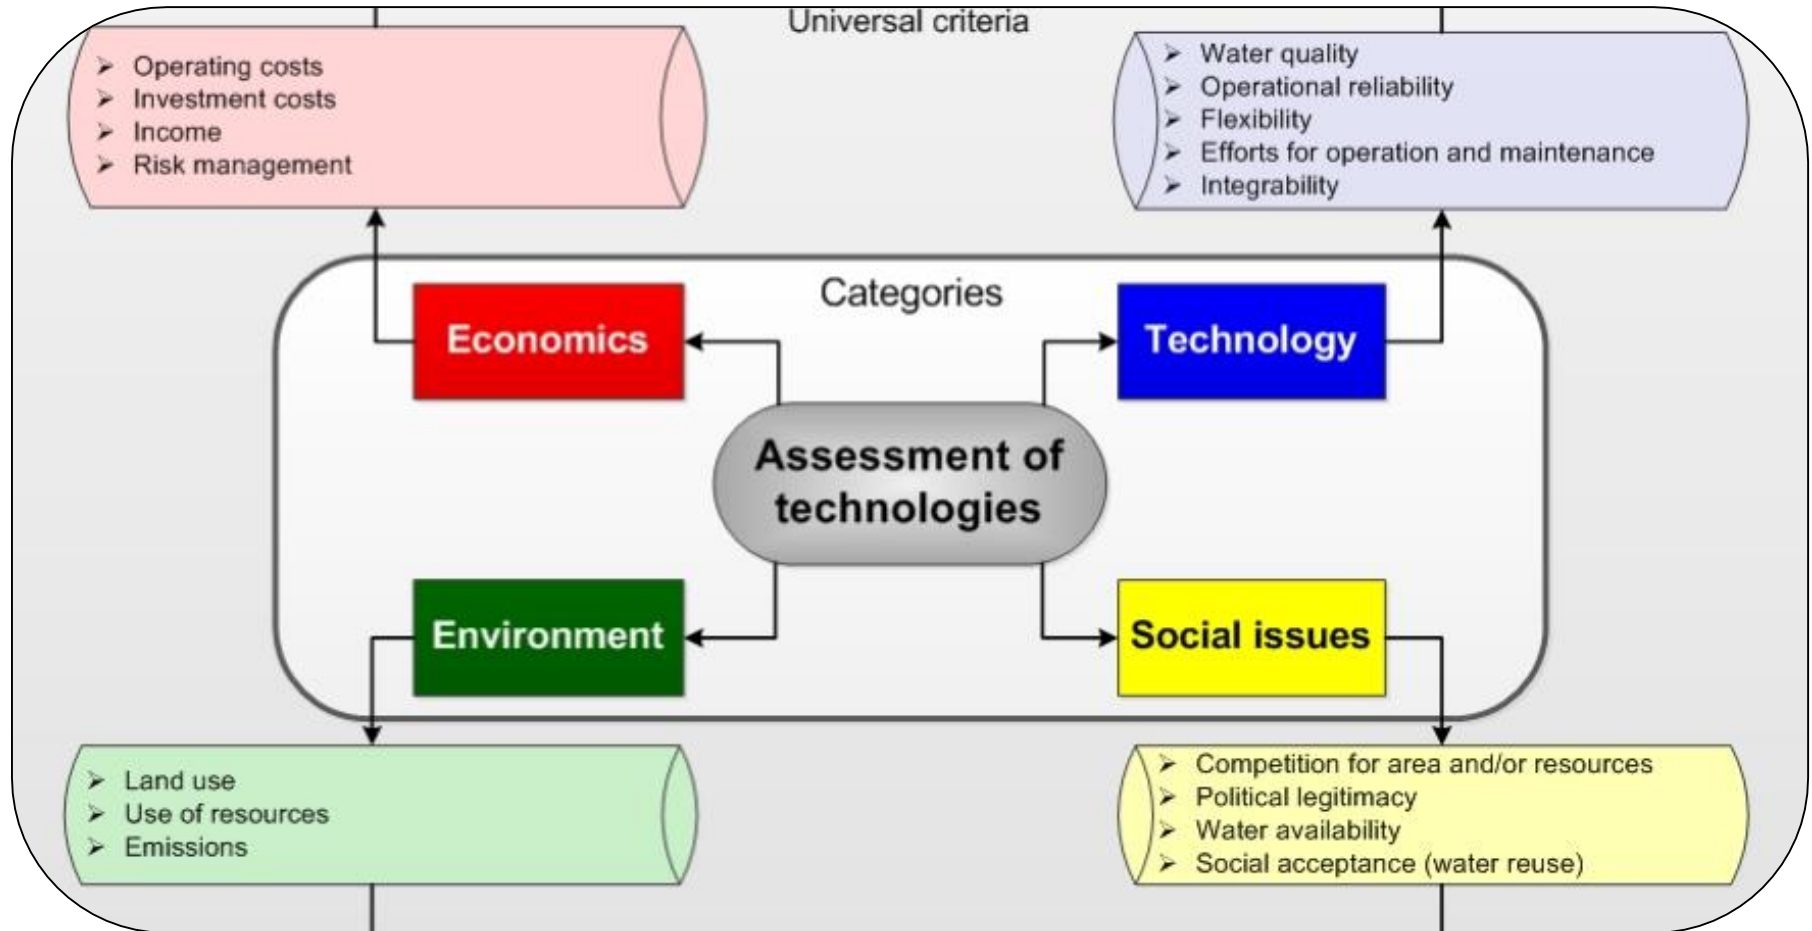 Universal criteria
Operating costs
Investment costs
Income
Risk management
Water quality
Operational reliability
Flexibility
Efforts for operation and maintenance
Integrability
Categories
Economics
Technology
Assessment of
technologies
Environment
Social issues
Land use
Use of resources
Emissions
Competition for area and/or resources
Political legitimacy
Water availability
Social acceptance (water reuse)